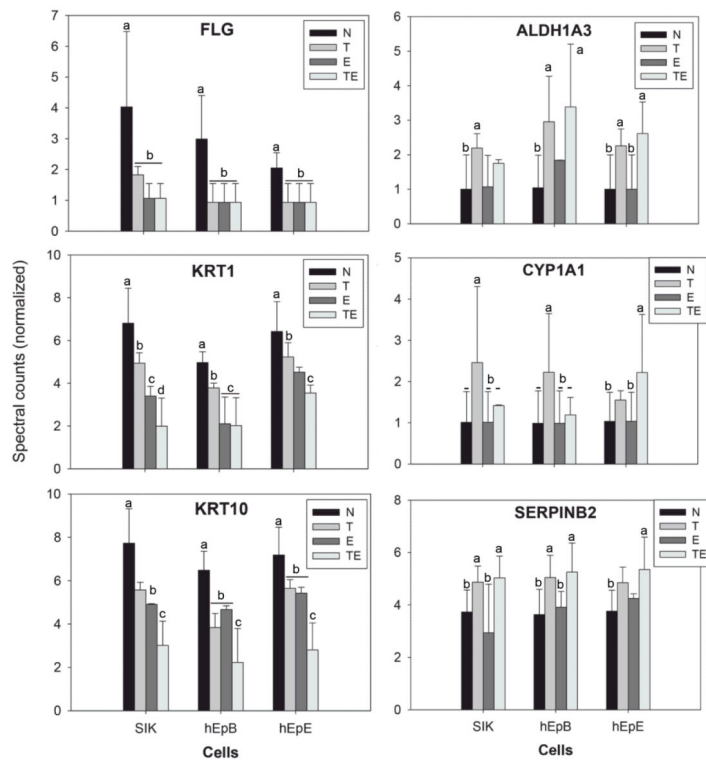 Spectral counts (normalized)
FLG
N
T
E
TE
7
6
5
4
3
2
1
0
a
b
a
b
a
b
ALDH1A3
N
T
E
TE
6
5
4
3
2
1
0
b
a
b
a
a
b
a
b
a
KRT1
N
T
E
TE
10
8
6
4
2
0
a
b
c
d
a
b
c
a
b
c
CYP1A1
N
T
E
TE
5
4
3
2
1
0
a
b
a
b
b
b
a
KRT10
N
T
E
TE
10
8
6
4
2
0
a
b
c
a
b
c
a
b
c
SIK hEpB hEpE
Cells
SERPINB2
N
T
E
TE
8
6
4
2
0
b
a
b
a
b
a
b
a
b
a
SIK hEpB hEpE
Cells